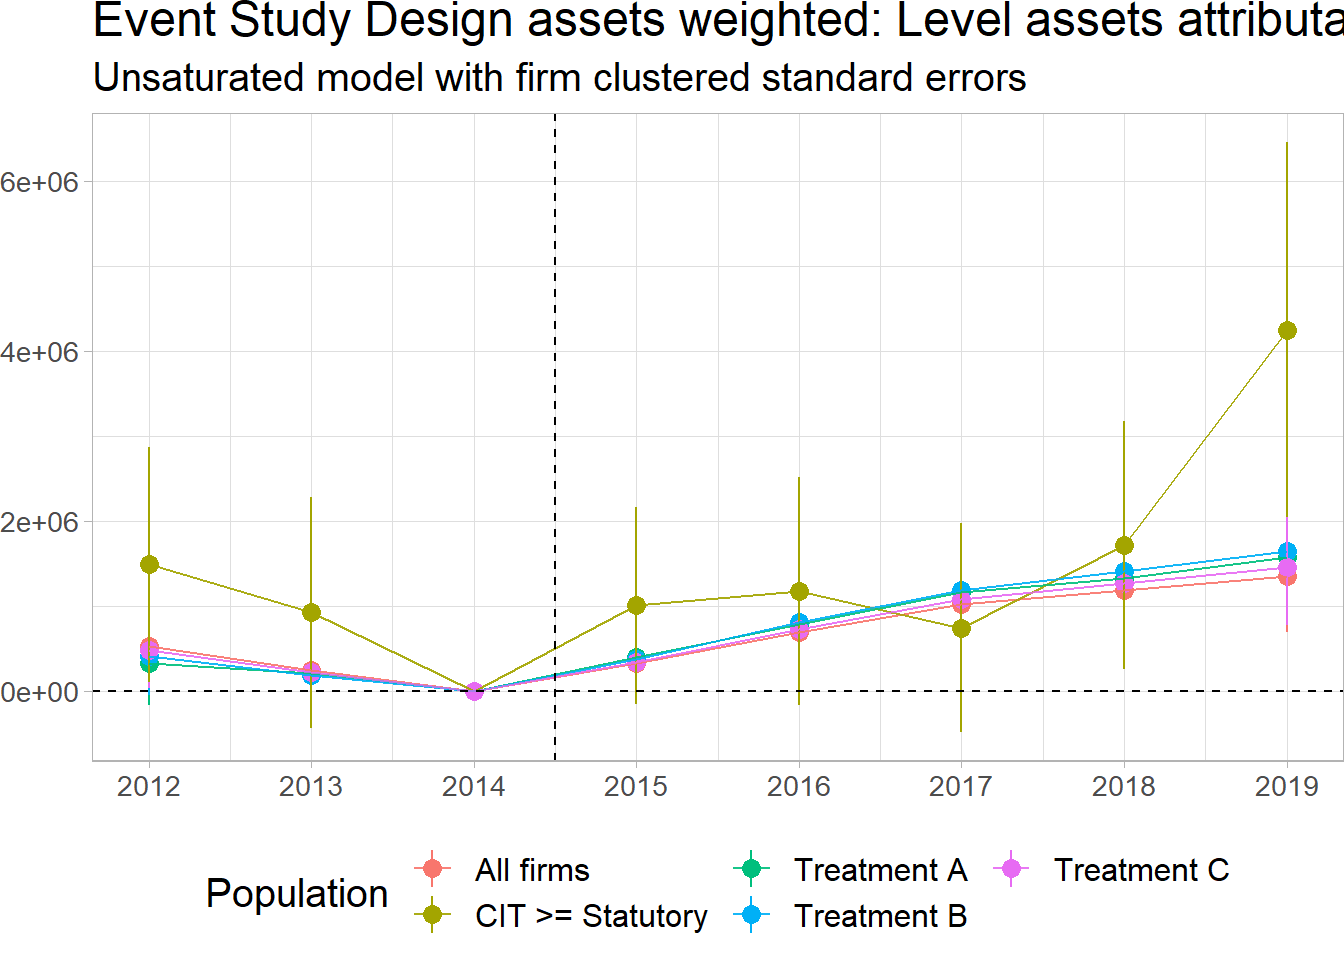 Event Study Design assets weighted: Level assets attributa
Unsaturated model with firm clustered standard errors
6e+06
4e+06
2e+06
0e+00
2012 2013 2014 2015 2016 2017 2018 2019
Population
All firms Treatment A Treatment C
CIT >= Statutory Treatment B